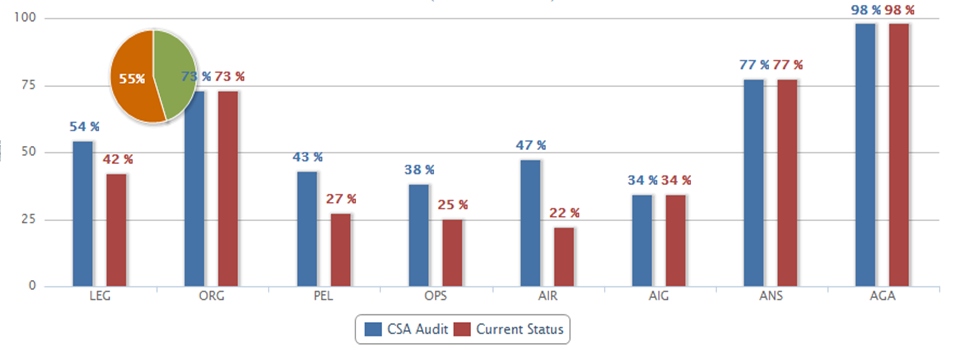 98 % 98 %
100
77 % 77 %
55%
73 % 73 %
75
54 %
47 %
50
42 %
43 %
38 %
34 % 34 %
27 %
25 %
22 %
25
0
LEG ORG PEL OPS AIR AIG ANS AGA
CSA Audit Current Status